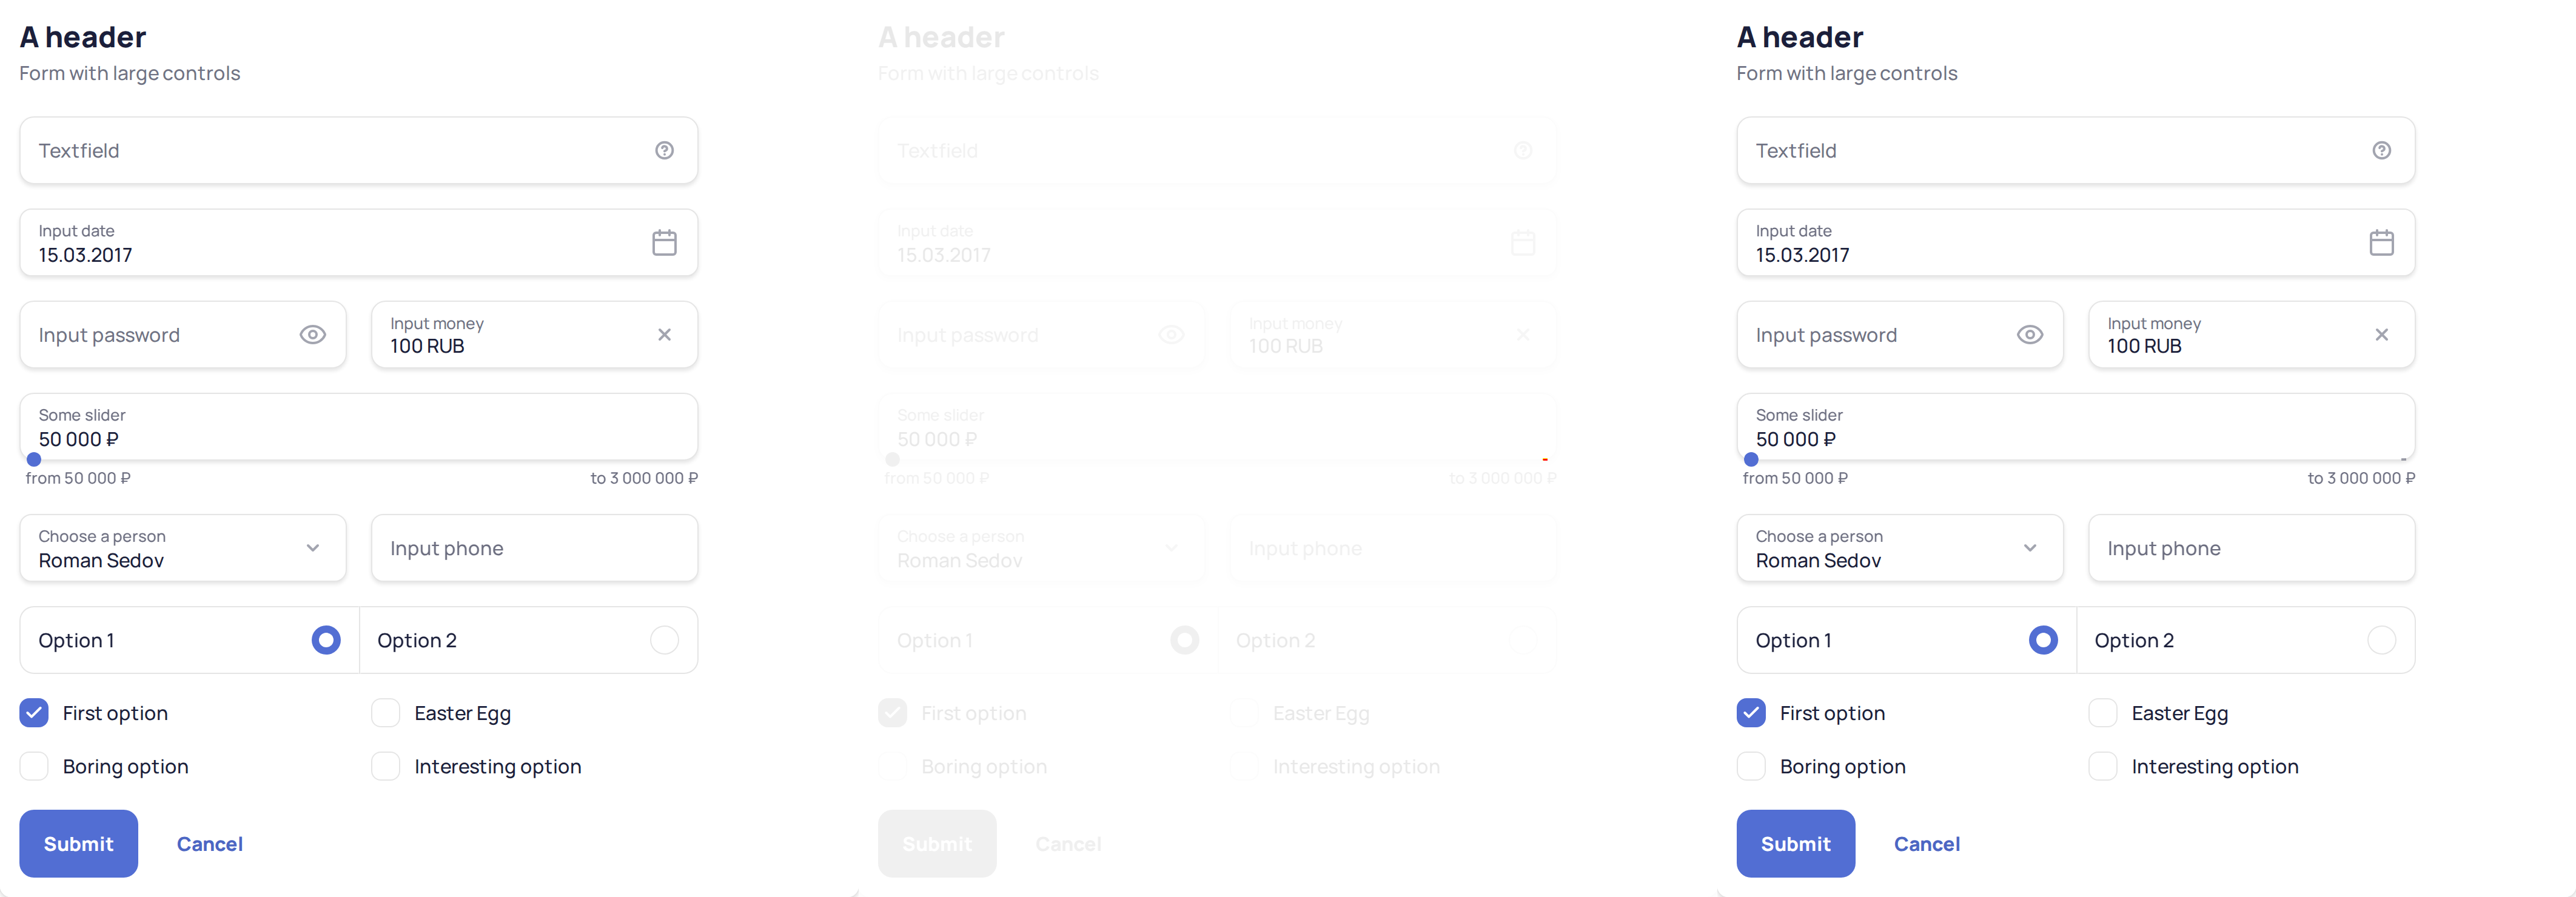 A header
Form with large controls
Textfield
Input date
15.03.2017
Input password
Input money
100 RUB
Some slider
50 000 ₽
from 50 000 ₽
to 3 000 000 ₽
Choose a person
Roman Sedov
Input phone
Option 1
Option 2
First option
Easter Egg
Boring option
Interesting option
Submit
Cancel
A header
Form with large controls
Textfield
Input date
15.03.2017
Input password
Input money
100 RUB
Some slider
50 000 ₽
from 50 000 ₽
to 3 000 000 ₽
Choose a person
Roman Sedov
Input phone
Option 1
Option 2
First option
Easter Egg
Boring option
Interesting option
Submit
Cancel
A header
Form with large controls
Textfield
Input date
15.03.2017
Input password
Input money
100 RUB
Some slider
50 000 ₽
from 50 000 ₽
to 3 000 000 ₽
Choose a person
Roman Sedov
Input phone
Option 1
Option 2
First option
Easter Egg
Boring option
Interesting option
Submit
Cancel